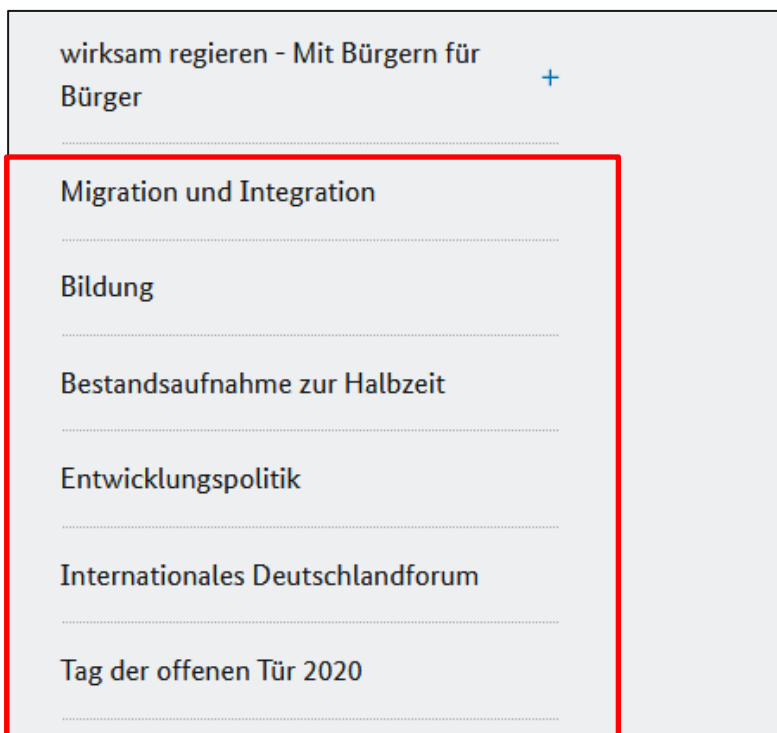 wirksam regieren - Mit Bürgern für
Bürger
+
Migration und Integration
Bildung
Bestandsaufnahme zur Halbzeit
Entwicklungspolitik
Internationales Deutschlandforum
Tag der offenen Tür 2020